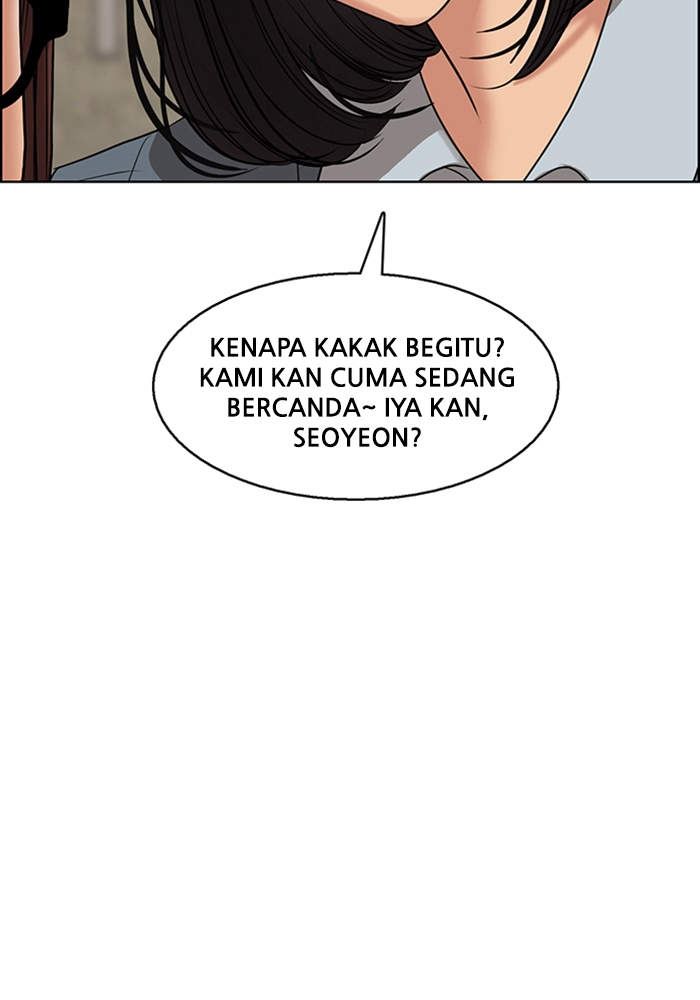 KENAPA KAKAK BEGITU?
KAMI KAN CUMA SEDANG
BERCANDA~ IYA KAN,
SEOYEON?